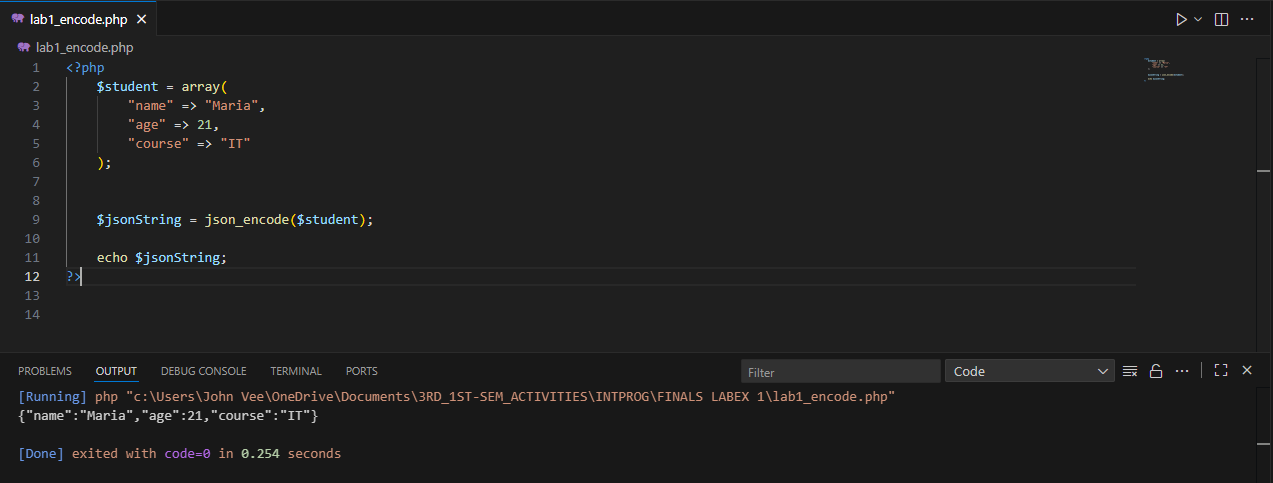 lab1_encode.php
lab1_encode.php
1 <?php
2 $student = array(
3 "name" => "Maria",
4 "age" => 21,
5 "course" => "IT"
6 );
7
8
9 $jsonString = json_encode($student);
10
11 echo $jsonString;
12 ?>
13
14
PROBLEMS OUTPUT DEBUG CONSOLE TERMINAL PORTS Filter Code
[Running] php "c:\Users\John Vee\OneDrive\Documents\3RD_1ST-SEM_ACTIVITIES\INTPROG\FINALS LABEX 1\lab1_encode.php"
{"name":"Maria","age":21,"course":"IT"}
[Done] exited with code=0 in 0.254 seconds